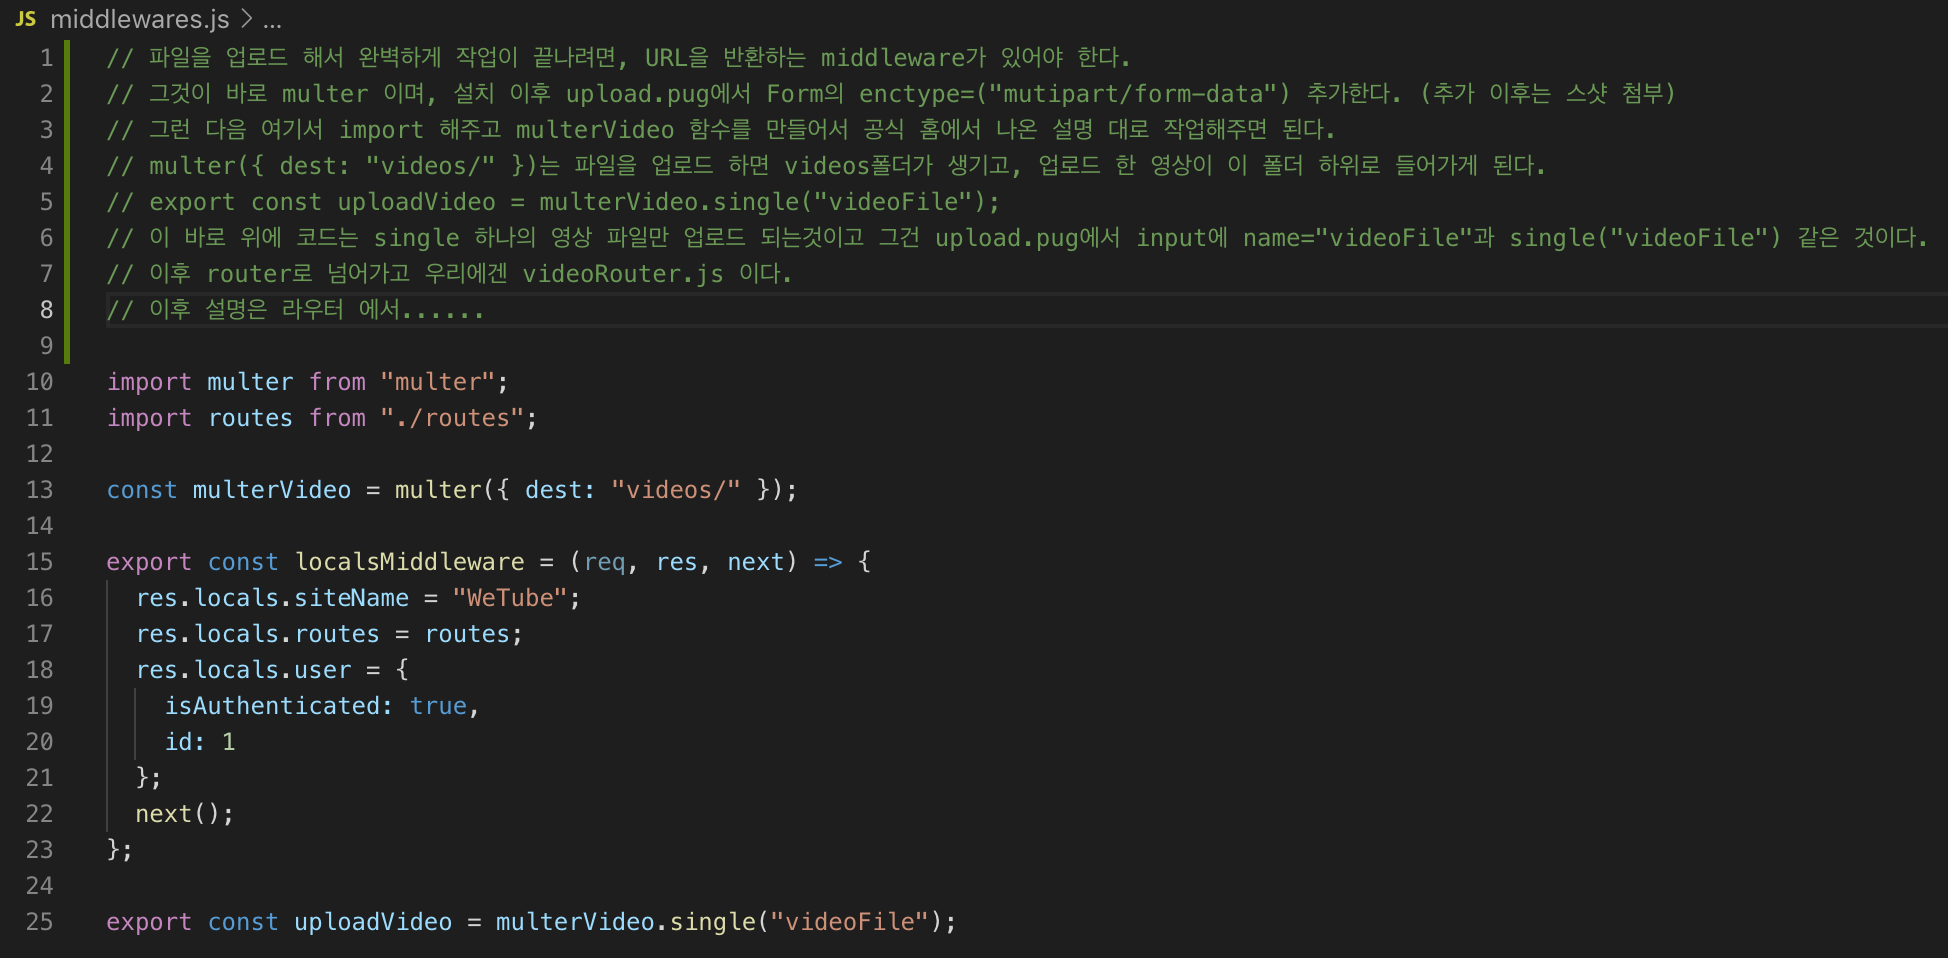 JS middlewares.js > ...
1 // 파일을 업로드 해서 완벽하게 작업이 끝나려면, URL을 반환하는 middleware가 있어야 한다.
2 // 그것이 바로 multer 이며, 설치 이후 upload.pug에서 Form의 enctype=("mutipart/form-data") 추가한다. (추가 이후는 스샷 첨부)
3 // 그런 다음 여기서 import 해주고 multerVideo 함수를 만들어서 공식 홈에서 나온 설명 대로 작업해주면 된다.
4 // multer({ dest: "videos/" })는 파일을 업로드 하면 videos폴더가 생기고, 업로드 한 영상이 이 폴더 하위로 들어가게 된다.
5 // export const uploadVideo = multerVideo.single("videoFile");
6 // 이 바로 위에 코드는 single 하나의 영상 파일만 업로드 되는것이고 그건 upload.pug에서 input에 name="videoFile"과 single("videoFile") 같은 것이다.
7 // 이후 router로 넘어가고 우리에겐 videoRouter.js 이다.
8 // 이후 설명은 라우터 에서......
9
10 import multer from "multer";
11 import routes from "./routes";
12
13 const multerVideo = multer({ dest: "videos/" });
14
15 export const localsMiddleware = (req, res, next) => {
16 res.locals.siteName = "WeTube";
17 res.locals.routes = routes;
18 res.locals.user = {
19 isAuthenticated: true,
20 id: 1
21 };
22 next();
23 };
24
25 export const uploadVideo = multerVideo.single("videoFile");